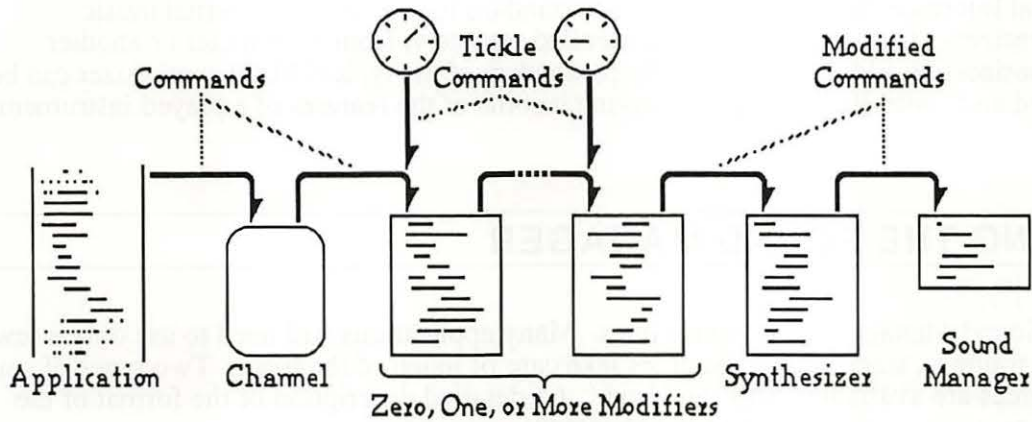 Tickle
Commands
Commands
Modified
Commands
Application
Channel
Zero, One, or More Modifiers
Synthesizer
Sound
Manager